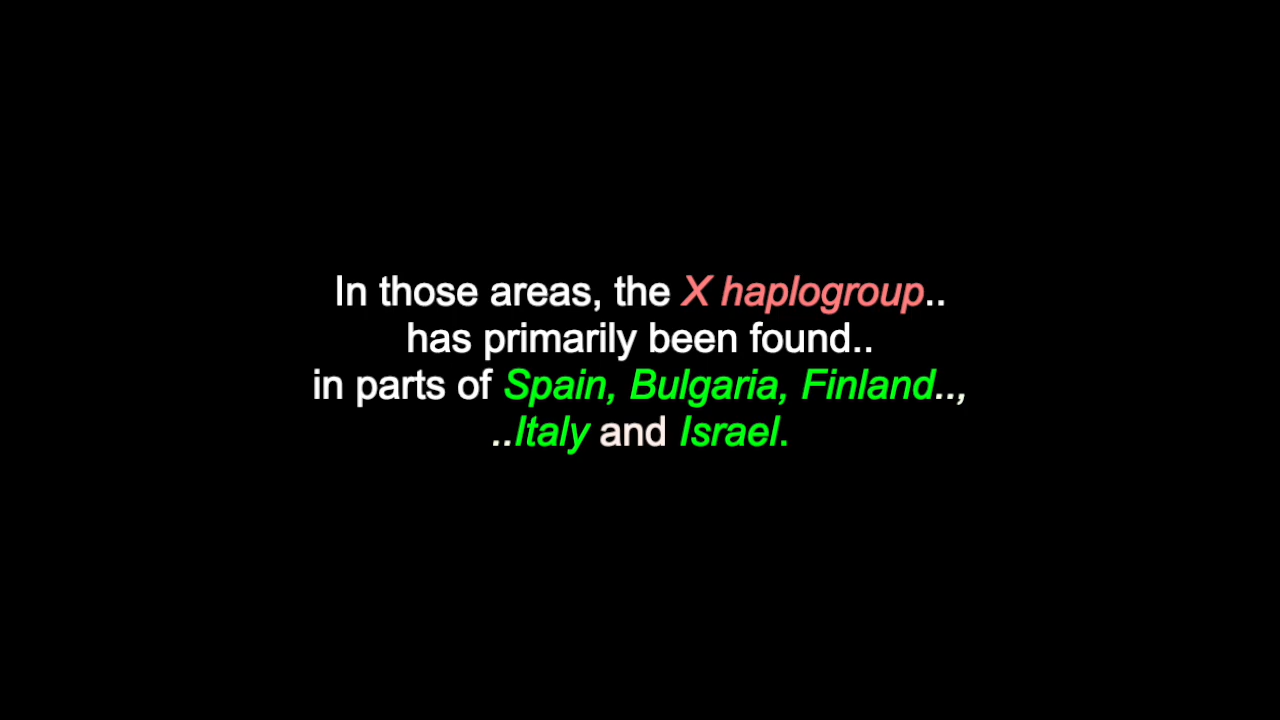 In those areas, the X haplogroup..
has primarily been found..
in parts of Spain, Bulgaria, Finland..,
..Italy and Israel.